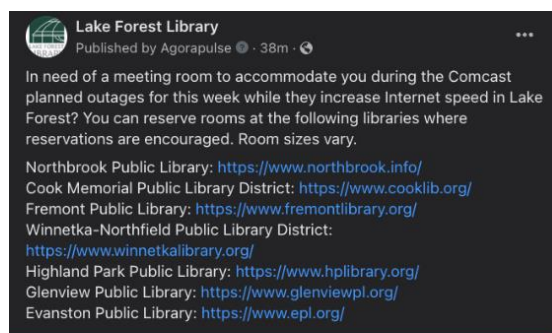 Lake Forest Library
Published by Agorapulse · 38m ·
In need of a meeting room to accommodate you during the Comcast
planned outages for this week while they increase Internet speed in Lake
Forest? You can reserve rooms at the following libraries where
reservations are encouraged. Room sizes vary.
Northbrook Public Library: https://www.northbrook.info/
Cook Memorial Public Library District: https://www.cooklib.org/
Fremont Public Library: https://www.fremontlibrary.org/
Winnetka-Northfield Public Library District:
https://www.winnetkalibrary.org/
Highland Park Public Library: https://www.hplibrary.org/
Glenview Public Library: https://www.glenviewpl.org/
Evanston Public Library: https://www.epl.org/